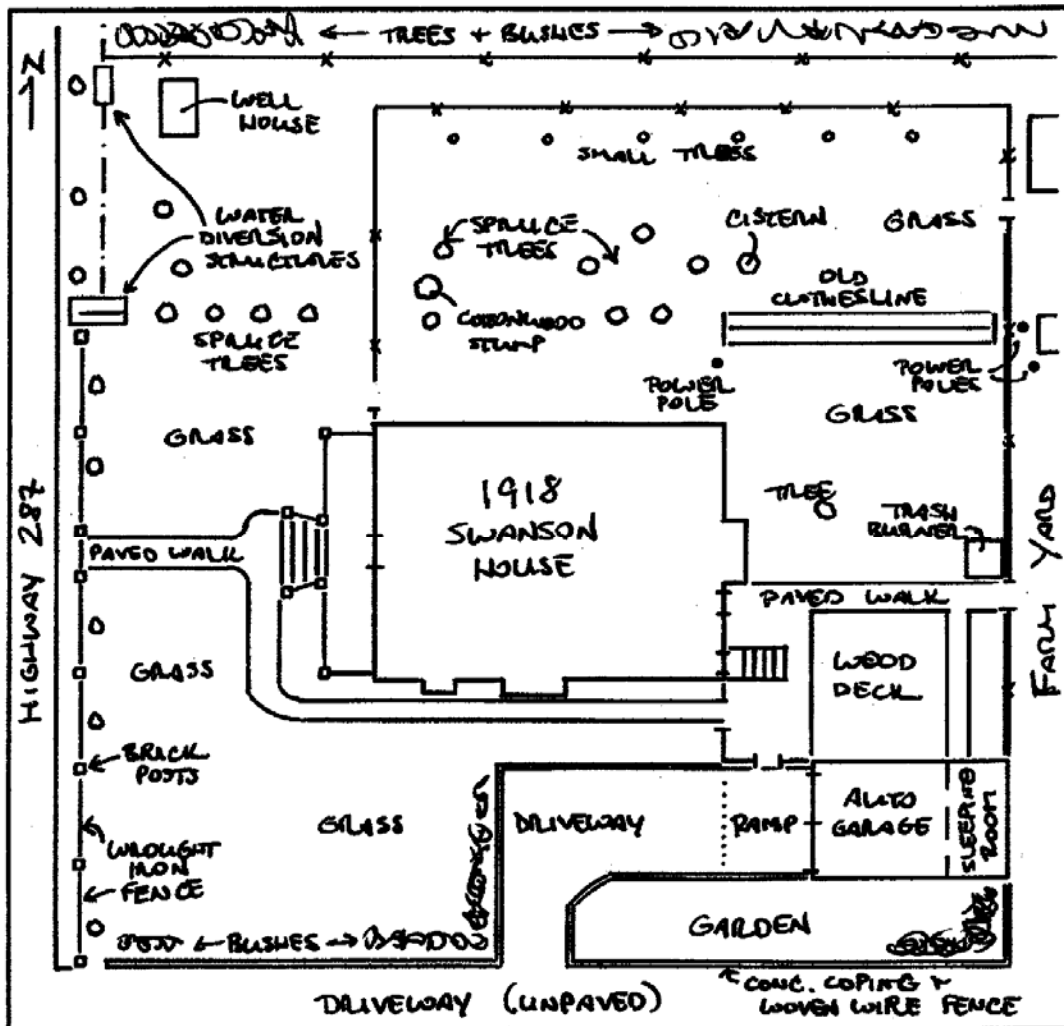 ← TREES + BUSHES →
N
WELL
HOUSE
SMALL TREES
WATER
DIVERSION
STRUCTURES
SPRUCE
TREES
CISTERN
GRASS
OLD
CLOTHESLINE
COTTONWOOD
STUMP
SPRUCE
TREES
POWER
POLE
POWER
POLES
GRASS
GRASS
HIGHWAY 287
1918
SWANSON
HOUSE
TREE
TRASH
BURNER
FARM YARD
PAVED WALK
PAVED WALK
GRASS
WOOD
DECK
BRICK
POSTS
GRASS
DRIVEWAY
RAMP
AUTO
GARAGE
SLEEPING
ROOM
WROUGHT
IRON
FENCE
← BUSHES →
GARDEN
DRIVEWAY (UNPAVED)
CONC. COPING &
WOVEN WIRE FENCE